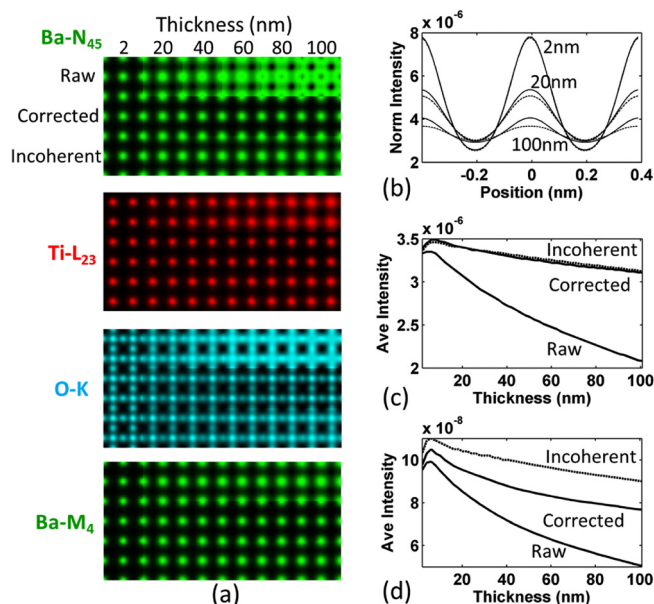 Thickness (nm)
Ba-N45
2 20 40 60 80 100
Raw
Corrected
Incoherent
Ti-L23
O-K
Ba-M4
(a)
x 10-6
8
6
4
2
Norm Intensity
2nm
20nm
100nm
-0.2 0 0.2 0.4
Position (nm)
(b)
x 10-6
3.5
3
2.5
2
Ave Intensity
Incoherent
Corrected
Raw
20 40 60 80 100
Thickness (nm)
(c)
x 10-8
10
8
6
Ave Intensity
Incoherent
Corrected
Raw
20 40 60 80 100
Thickness (nm)
(d)